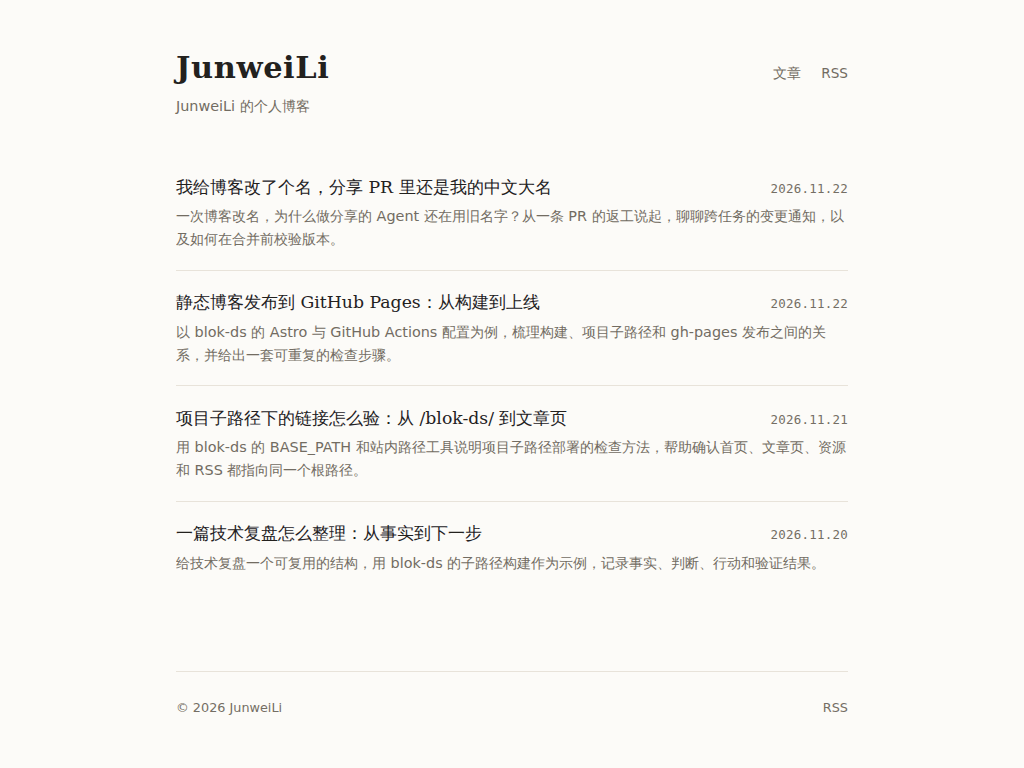 JunweiLi
文章 RSS
JunweiLi 的个人博客
我给博客改了个名，分享 PR 里还是我的中文大名 2026.11.22
一次博客改名，为什么做分享的 Agent 还在用旧名字？从一条 PR 的返工说起，聊聊跨任务的变更通知，以
及如何在合并前校验版本。
静态博客发布到 GitHub Pages：从构建到上线 2026.11.22
以 blok-ds 的 Astro 与 GitHub Actions 配置为例，梳理构建、项目子路径和 gh-pages 发布之间的关
系，并给出一套可重复的检查步骤。
项目子路径下的链接怎么验：从 /blok-ds/ 到文章页 2026.11.21
用 blok-ds 的 BASE_PATH 和站内路径工具说明项目子路径部署的检查方法，帮助确认首页、文章页、资源
和 RSS 都指向同一个根路径。
一篇技术复盘怎么整理：从事实到下一步 2026.11.20
给技术复盘一个可复用的结构，用 blok-ds 的子路径构建作为示例，记录事实、判断、行动和验证结果。
© 2026 JunweiLi RSS